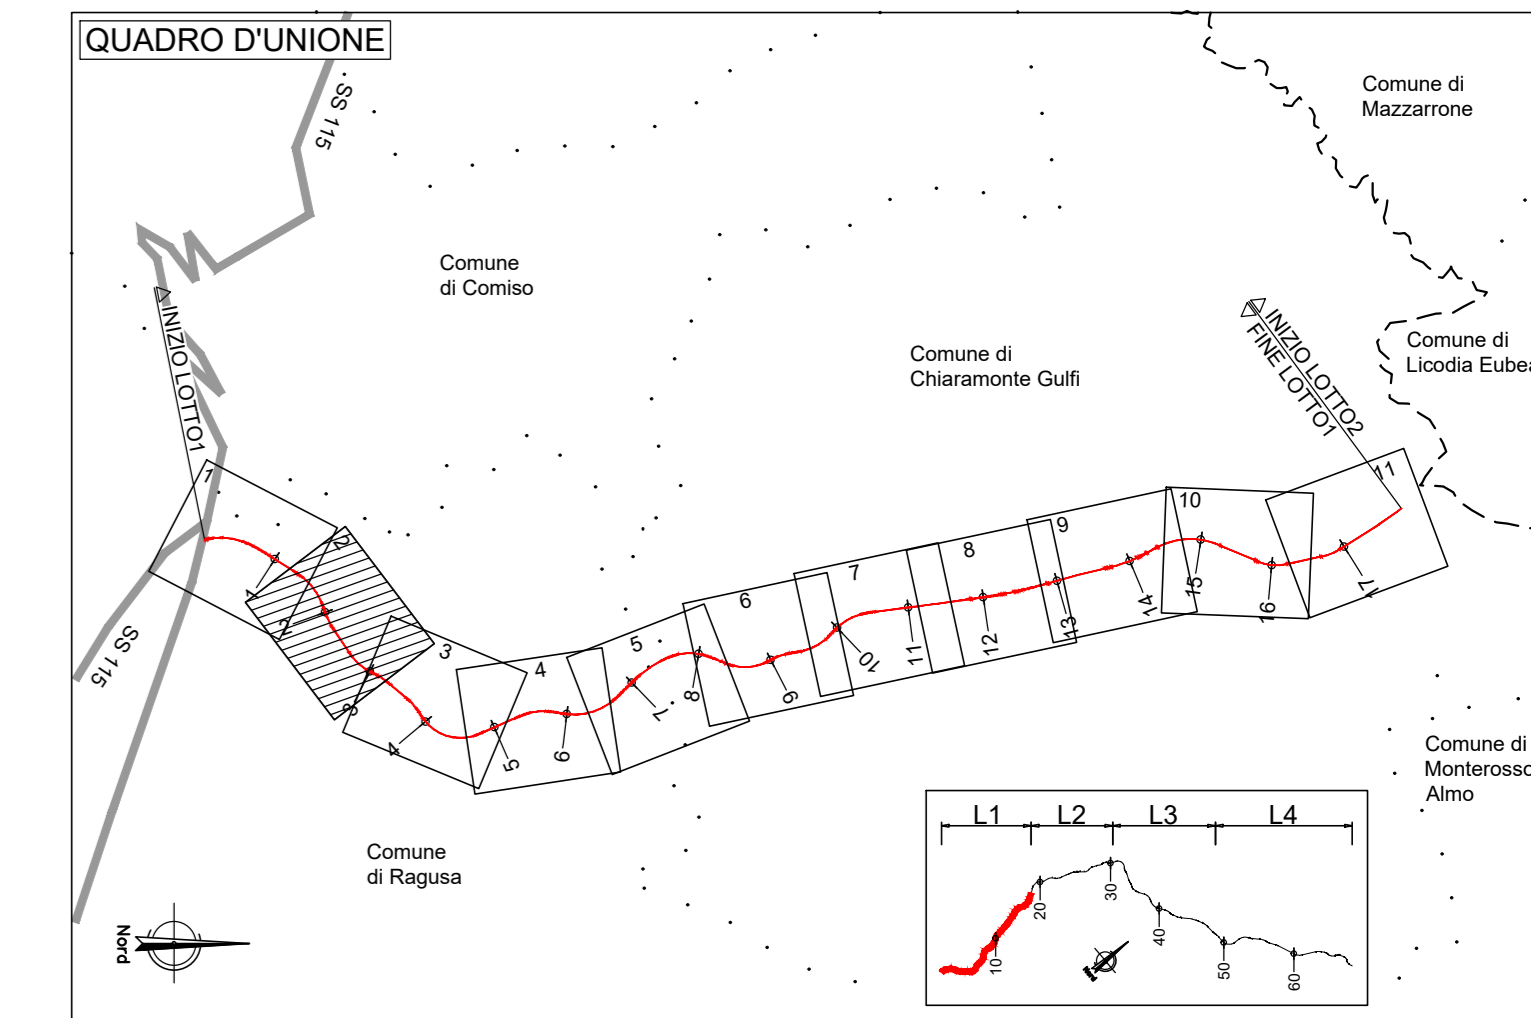 QUADRO D'UNIONE
SS 115
Comune di
Mazzarrone
Comune
di Comiso
INIZIO LOTTO1
INIZIO LOTTO2
FINE LOTTO1
Comune di
Chiaramonte Gulfi
Comune di
Licodia Eubea
1
2
3
4
5
6
7
8
9
10
11
1
2
3
4
5
6
7
8
9
10
11
12
13
14
15
16
17
SS 115
Comune di
Monterosso
Almo
Comune
di Ragusa
Nord
L1
L2
L3
L4
10
20
30
40
50
60
Nord